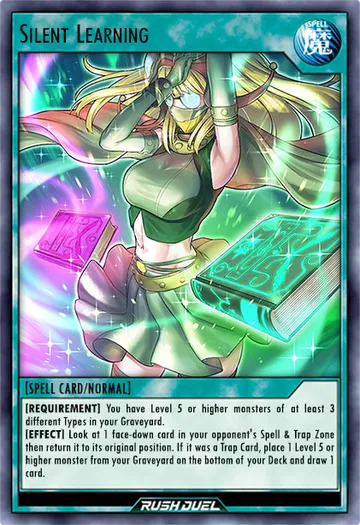 SILENT LEARNING
SPELL
魔
[SPELL CARD/NORMAL]
[REQUIREMENT] You have Level 5 or higher monsters of at least 3
different Types in your Graveyard.
[EFFECT] Look at 1 face-down card in your opponent's Spell & Trap Zone
then return it to its original position. If it was a Trap Card, place 1 Level 5 or
higher monster from your Graveyard on the bottom of your Deck and draw 1
card.
RUSH DUEL